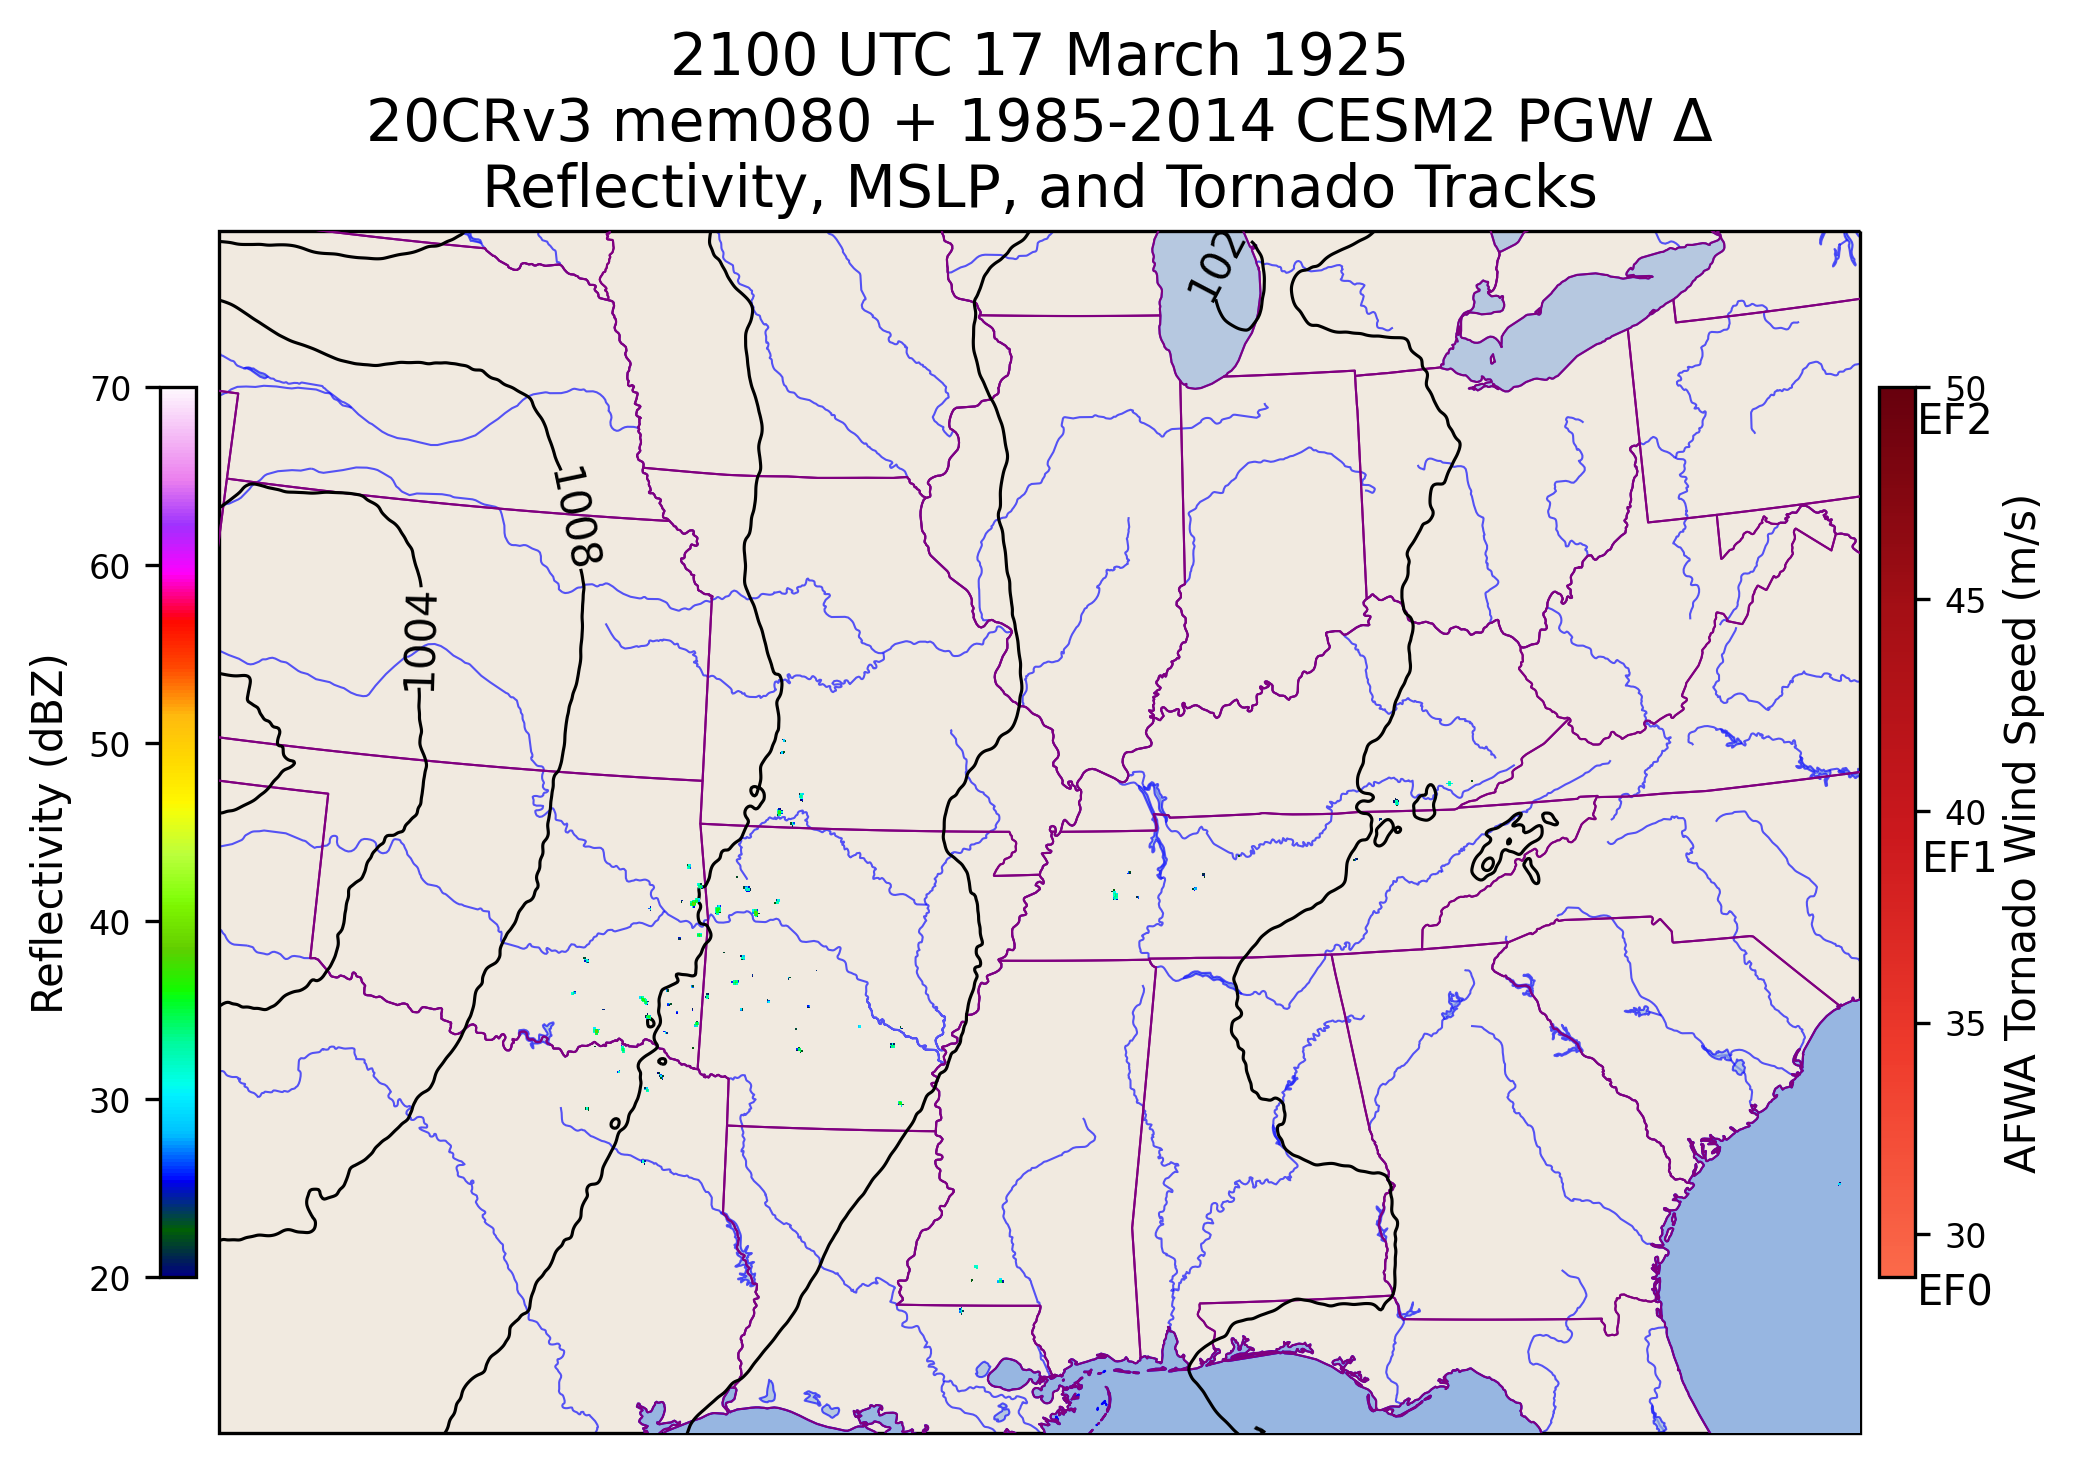 2100 UTC 17 March 1925
20CRv3 mem080 + 1985-2014 CESM2 PGW Δ
Reflectivity, MSLP, and Tornado Tracks
102
1008
1004
70
60
50
40
30
20
Reflectivity (dBZ)
50
EF2
45
40
EF1
35
30
EF0
AFWA Tornado Wind Speed (m/s)